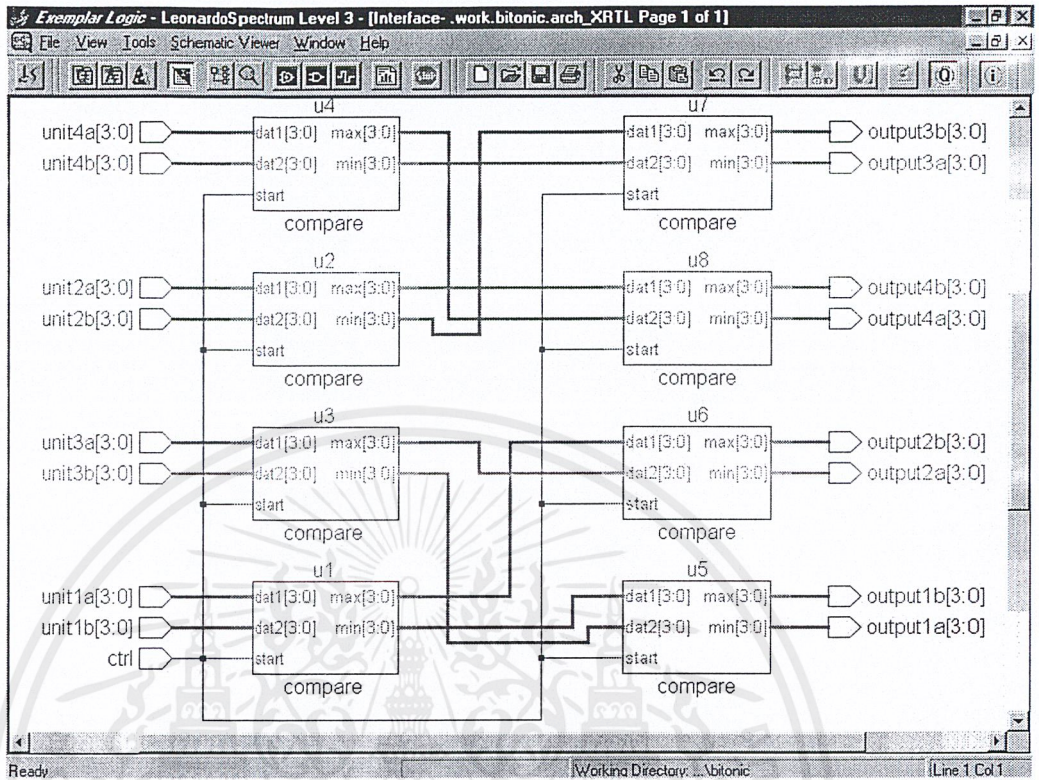 Exemplar Logic - LeonardoSpectrum Level 3 - [Interface- .work.bitonic.arch_XRTL Page 1 of 1]
File View Tools Schematic Viewer Window Help
u4 u7
unit4a[3:0] dat1[3:0] max[3:0] dat1[3:0] max[3:0] output3b[3:0]
unit4b[3:0] dat2[3:0] min[3:0] dat2[3:0] min[3:0] output3a[3:0]
start start
compare compare
u2 u8
unit2a[3:0] dat1[3:0] max[3:0] dat1[3:0] max[3:0] output4b[3:0]
unit2b[3:0] dat2[3:0] min[3:0] dat2[3:0] min[3:0] output4a[3:0]
start start
compare compare
u3 u6
unit3a[3:0] dat1[3:0] max[3:0] dat1[3:0] max[3:0] output2b[3:0]
unit3b[3:0] dat2[3:0] min[3:0] dat2[3:0] min[3:0] output2a[3:0]
start start
compare compare
u1 u5
unit1a[3:0] dat1[3:0] max[3:0] dat1[3:0] max[3:0] output1b[3:0]
unit1b[3:0] dat2[3:0] min[3:0] dat2[3:0] min[3:0] output1a[3:0]
ctrl start start
compare compare
Ready Working Directory: ...\bitonic Line 1 Col 1